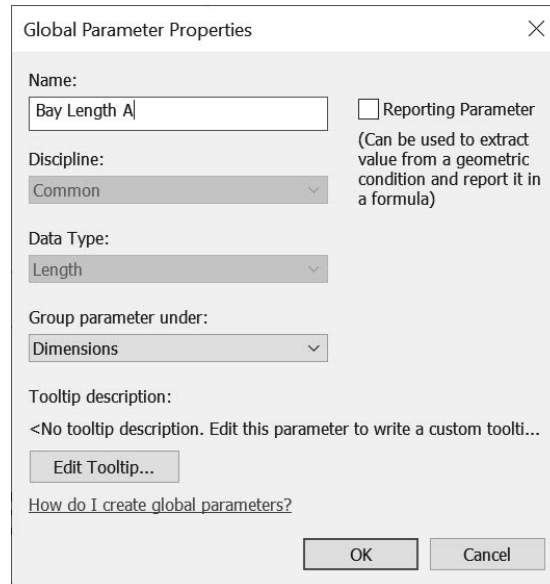 Global Parameter Properties
Name:
Bay Length A
Reporting Parameter
(Can be used to extract
value from a geometric
condition and report it in
a formula)
Discipline:
Common
Data Type:
Length
Group parameter under:
Dimensions
Tooltip description:
<No tooltip description. Edit this parameter to write a custom toolti...
Edit Tooltip...
How do I create global parameters?
OK
Cancel